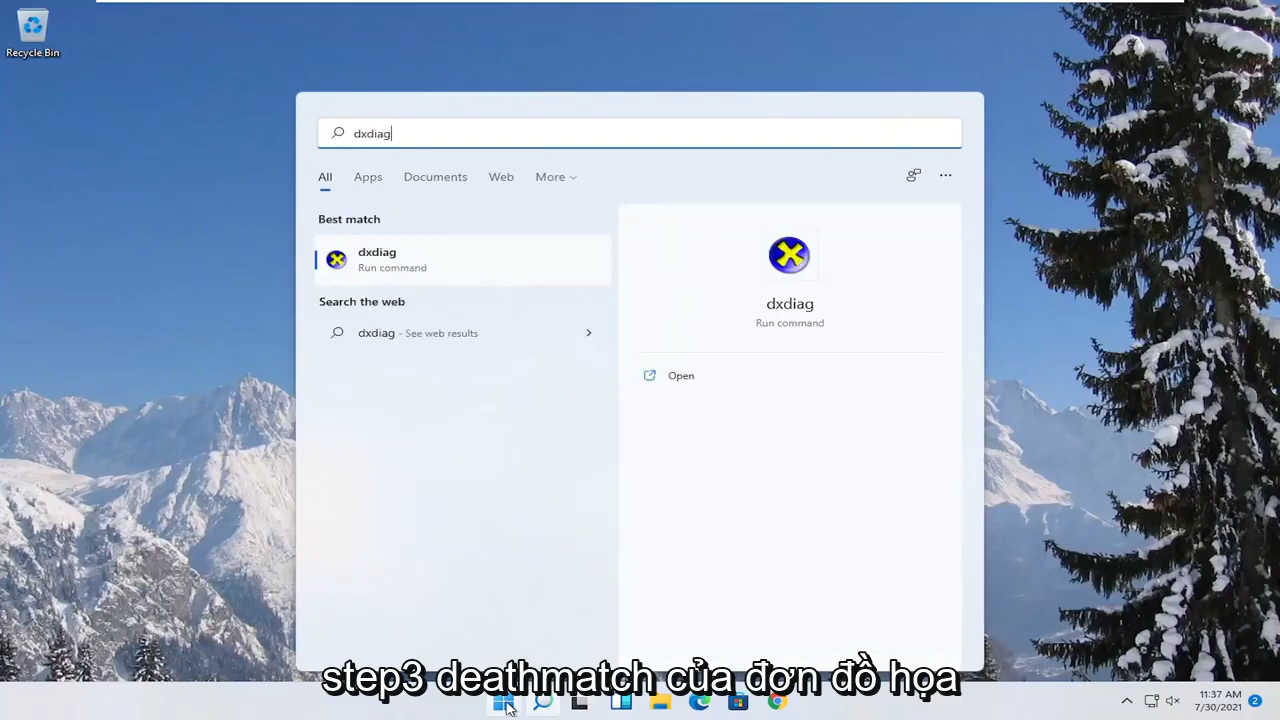 Recycle Bin
dxdiag
All Apps Documents Web More
Best match
dxdiag
Run command
Search the web
dxdiag - See web results
dxdiag
Run command
Open
step3 deathmatch của đơn đồ họa
11:37 AM
7/30/2021
2